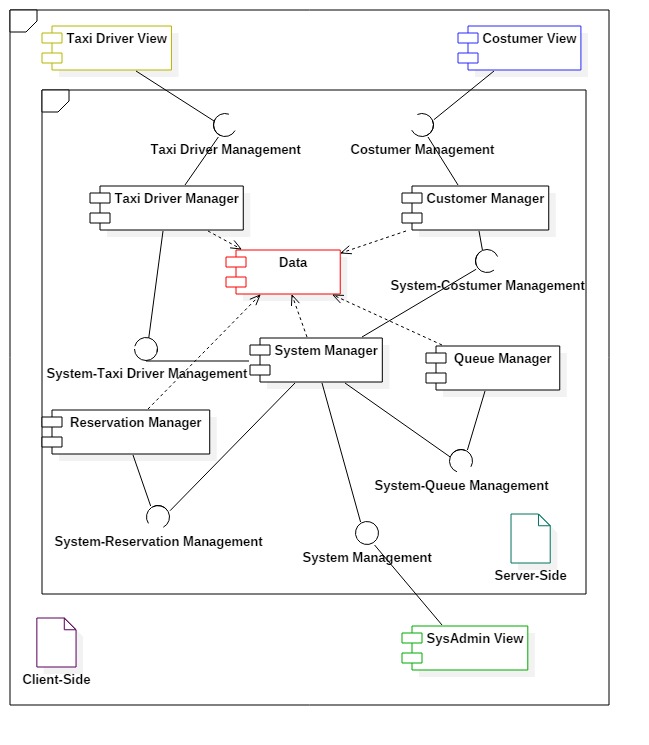 Taxi Driver View
Costumer View
Taxi Driver Management
Costumer Management
Taxi Driver Manager
Customer Manager
Data
System-Costumer Management
System Manager
Queue Manager
System-Taxi Driver Management
Reservation Manager
System-Queue Management
System-Reservation Management
System Management
Server-Side
SysAdmin View
Client-Side